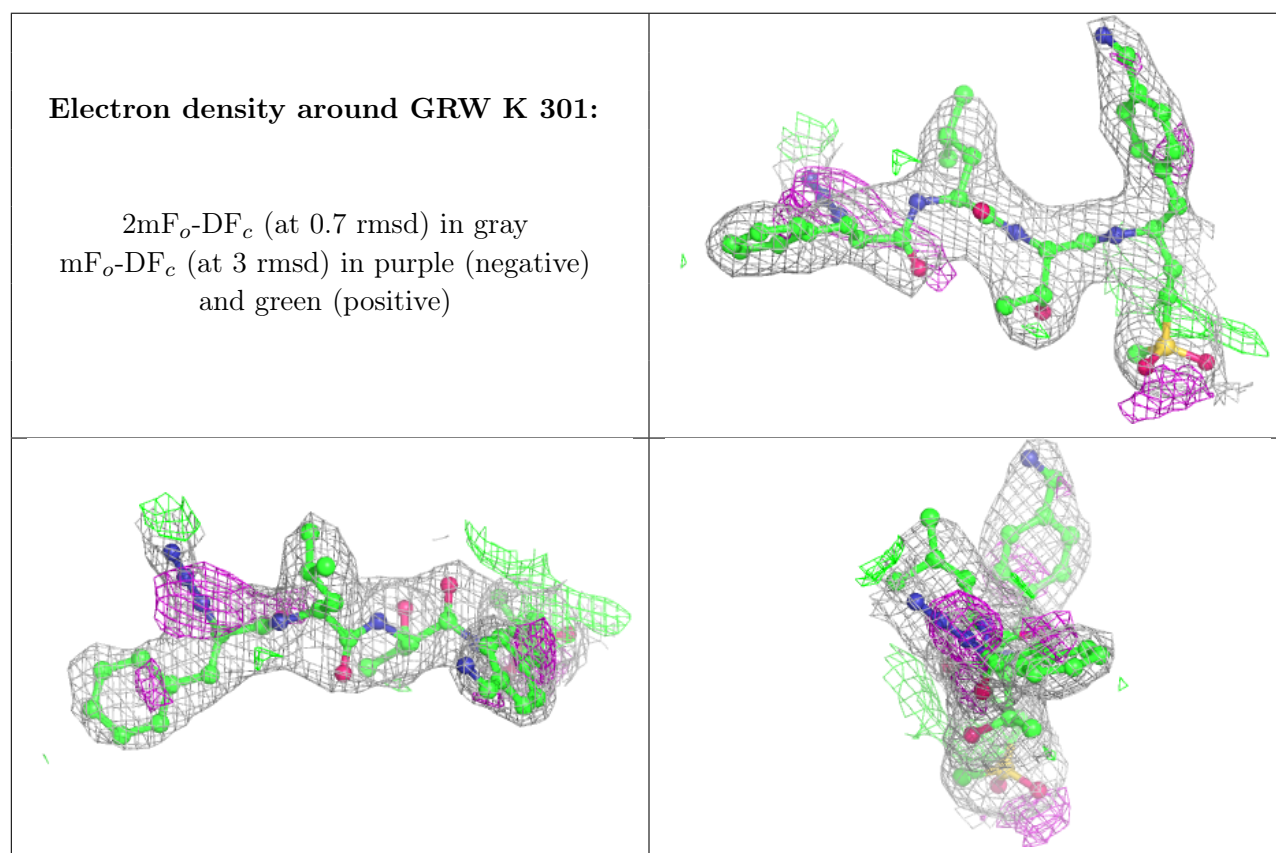 Electron density around GRW K 301:
2mFo-DFc (at 0.7 rmsd) in gray
mFo-DFc (at 3 rmsd) in purple (negative)
and green (positive)